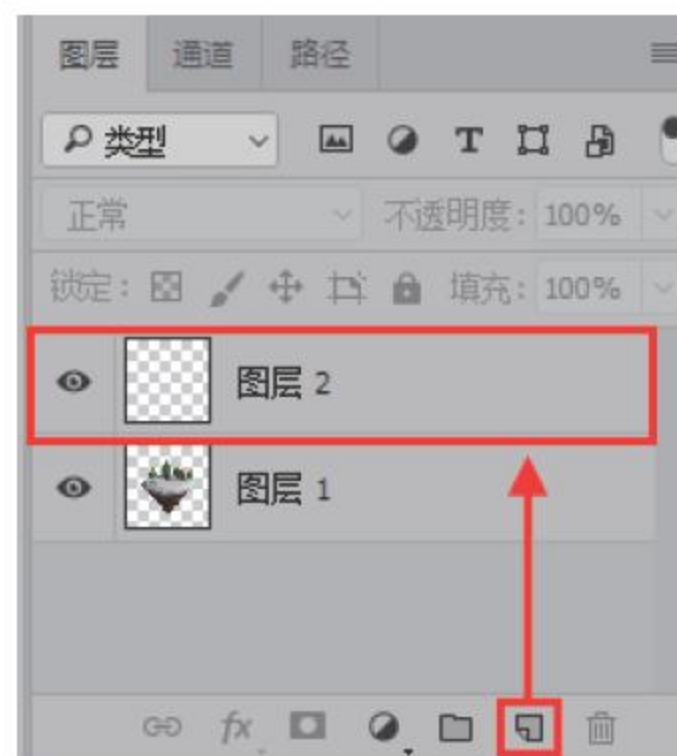 图层 通道 路径
类型 T
正常 不透明度: 100%
锁定: 填充: 100%
图层 2
图层 1
fx